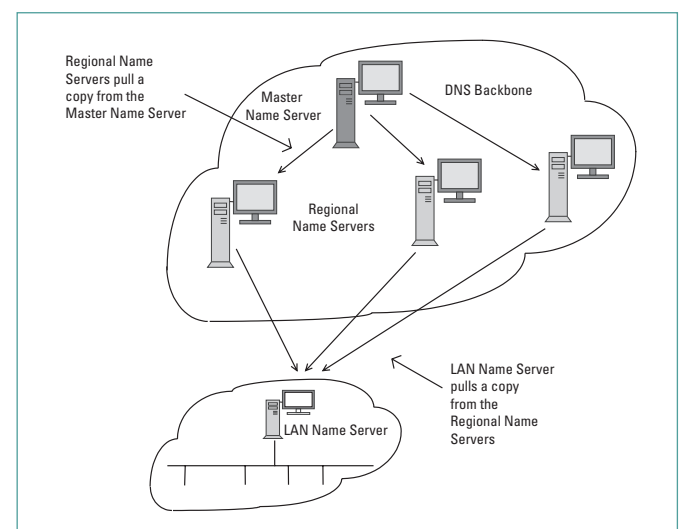 Regional Name
Servers pull a
copy from the
Master Name Server
Master
Name Server
DNS Backbone
Regional
Name Servers
LAN Name Server
pulls a copy
from the
Regional Name
Servers
LAN Name Server